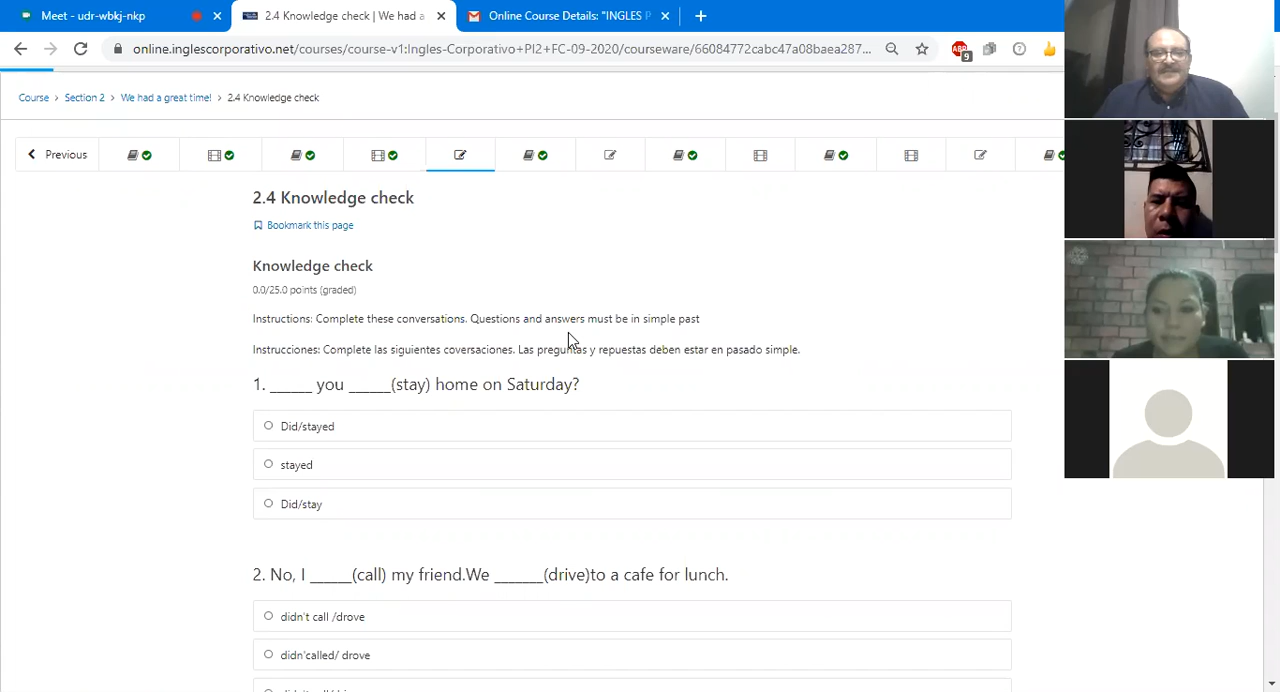 Meet - udr-wbkj-nkp
2.4 Knowledge check | We had a
Online Course Details: "INGLES P
online.inglescorporativo.net/courses/course-v1:Ingles-Corporativo+PI2+FC-09-2020/courseware/66084772cabc47a08baea287...
ABP
9
Course > Section 2 > We had a great time! > 2.4 Knowledge check
Previous
2.4 Knowledge check
Bookmark this page
Knowledge check
0.0/25.0 points (graded)
Instructions: Complete these conversations. Questions and answers must be in simple past
Instrucciones: Complete las siguientes coversaciones. Las preguntas y repuestas deben estar en pasado simple.
1. ______ you ______(stay) home on Saturday?
Did/stayed
stayed
Did/stay
2. No, I ______(call) my friend.We _______(drive)to a cafe for lunch.
didn't call /drove
didn'called/ drove